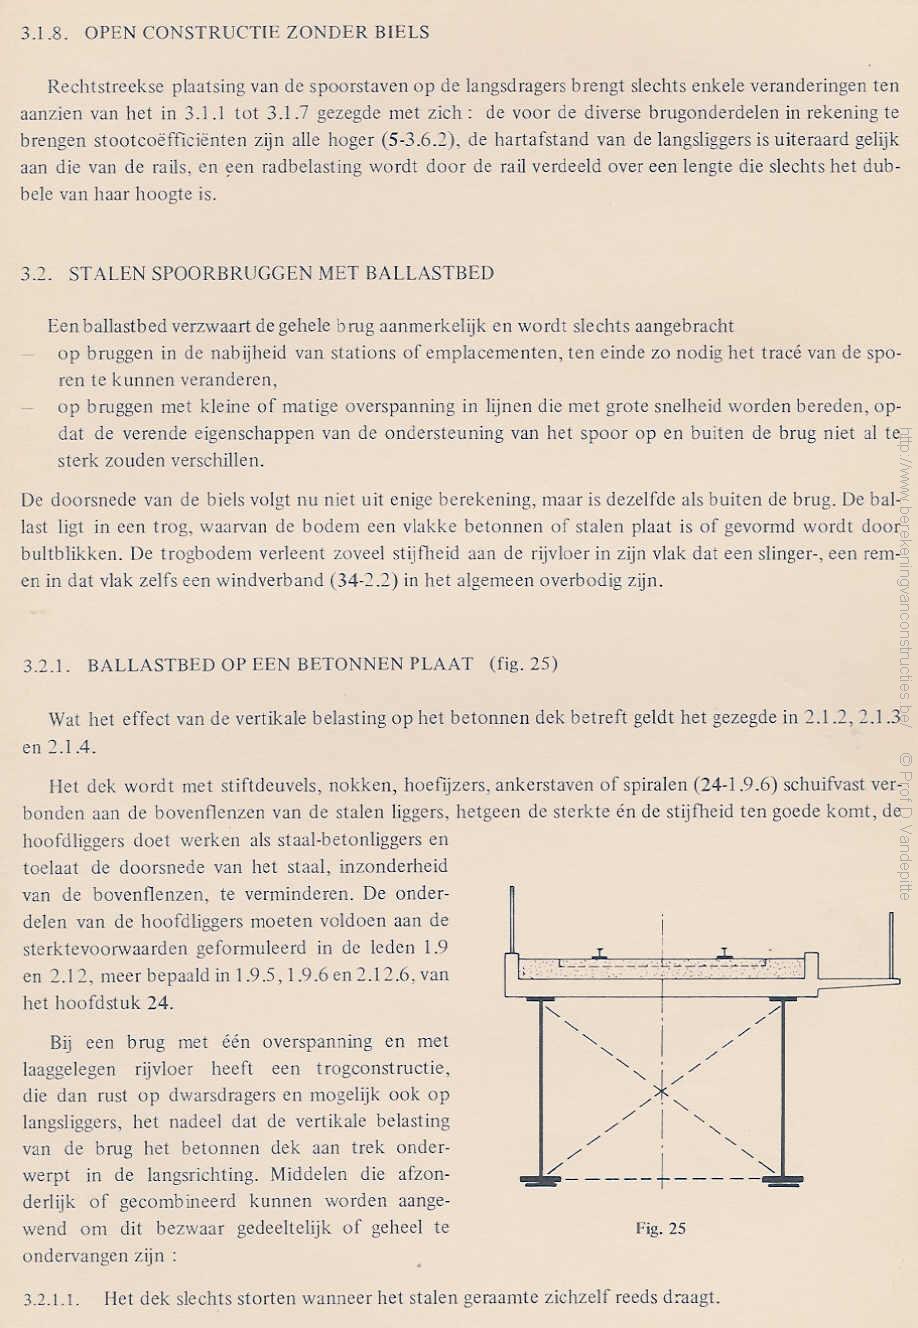 3.1.8. OPEN CONSTRUCTIE ZONDER BIELS
Rechtstreekse plaatsing van de spoorstaven op de langsdragers brengt slechts enkele veranderingen ten
aanzien van het in 3.1.1 tot 3.1.7 gezegde met zich : de voor de diverse brugonderdelen in rekening te
brengen stootcoëfficiënten zijn alle hoger (5-3.6.2), de hartafstand van de langsliggers is uiteraard gelijk
aan die van de rails, en een radbelasting wordt door de rail verdeeld over een lengte die slechts het dub-
bele van haar hoogte is.
3.2. STALEN SPOORBRUGGEN MET BALLASTBED
Een ballastbed verzwaart de gehele brug aanmerkelijk en wordt slechts aangebracht
– op bruggen in de nabijheid van stations of emplacementen, ten einde zo nodig het tracé van de spo-
ren te kunnen veranderen,
– op bruggen met kleine of matige overspanning in lijnen die met grote snelheid worden bereden, op-
dat de verende eigenschappen van de ondersteuning van het spoor op en buiten de brug niet al te
sterk zouden verschillen.
De doorsnede van de biels volgt nu niet uit enige berekening, maar is dezelfde als buiten de brug. De bal-
last ligt in een trog, waarvan de bodem een vlakke betonnen of stalen plaat is of gevormd wordt door
bultblikken. De trogbodem verleent zoveel stijfheid aan de rijvloer in zijn vlak dat een slinger-, een rem-
en in dat vlak zelfs een windverband (34-2.2) in het algemeen overbodig zijn.
3.2.1. BALLASTBED OP EEN BETONNEN PLAAT (fig. 25)
Wat het effect van de vertikale belasting op het betonnen dek betreft geldt het gezegde in 2.1.2, 2.1.3
en 2.1.4.
Het dek wordt met stiftdeuvels, nokken, hoefijzers, ankerstaven of spiralen (24-1.9.6) schuifvast ver-
bonden aan de bovenflenzen van de stalen liggers, hetgeen de sterkte én de stijfheid ten goede komt, de
hoofdliggers doet werken als staal-betonliggers en
toelaat de doorsnede van het staal, inzonderheid
van de bovenflenzen, te verminderen. De onder-
delen van de hoofdliggers moeten voldoen aan de
sterktevoorwaarden geformuleerd in de leden 1.9
en 2.12, meer bepaald in 1.9.5, 1.9.6 en 2.12.6, van
het hoofdstuk 24.
Bij een brug met één overspanning en met
laaggelegen rijvloer heeft een trogconstructie,
die dan rust op dwarsdragers en mogelijk ook op
langsliggers, het nadeel dat de vertikale belasting
van de brug het betonnen dek aan trek onder-
werpt in de langsrichting. Middelen die afzon-
derlijk of gecombineerd kunnen worden aange-
wend om dit bezwaar gedeeltelijk of geheel te
ondervangen zijn :
Fig. 25
3.2.1.1. Het dek slechts storten wanneer het stalen geraamte zichzelf reeds draagt.
http://www.berekeningvanconstructies.be/ © Prof D Vandepitte